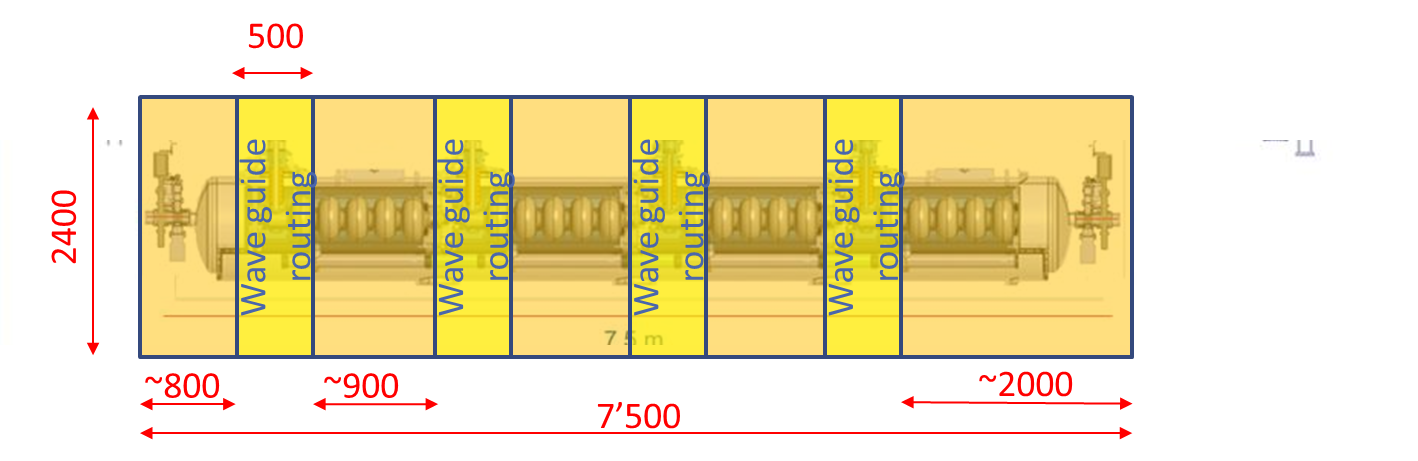 500
2400
Wave guide
routing
Wave guide
routing
Wave guide
routing
Wave guide
routing
7 5 m
~800
~900
~2000
7’500